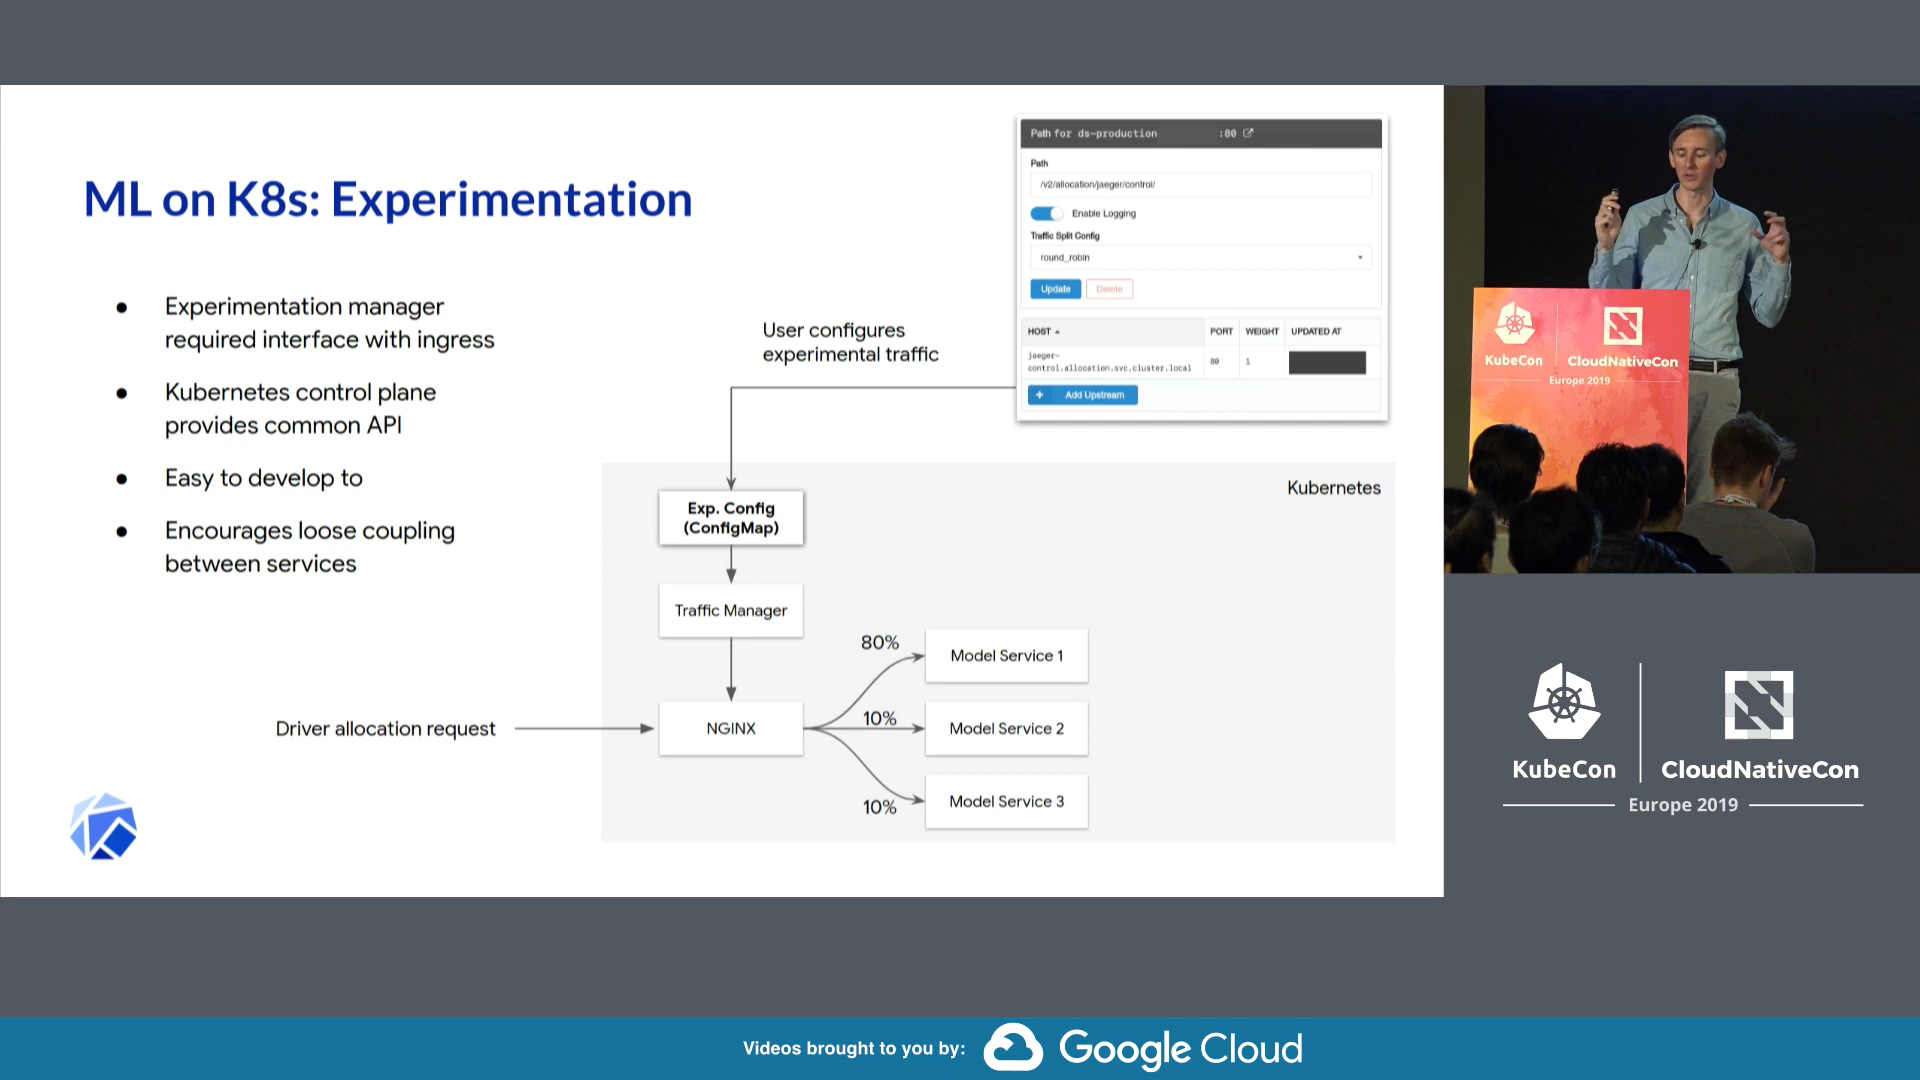 ML on K8s: Experimentation
● Experimentation manager
required interface with ingress
● Kubernetes control plane
provides common API
● Easy to develop to
● Encourages loose coupling
between services
Path for ds-production :80
Path
/v2/allocation/jaeger/control/
Enable Logging
Traffic Split Config
round_robin
Update Delete
HOST PORT WEIGHT UPDATED AT
jaeger-
control.allocation.svc.cluster.local 80 1
+ Add Upstream
User configures
experimental traffic
Kubernetes
Exp. Config
(ConfigMap)
Traffic Manager
Driver allocation request
NGINX
80%
10%
10%
Model Service 1
Model Service 2
Model Service 3
KubeCon CloudNativeCon
Europe 2019
KubeCon CloudNativeCon
Europe 2019
Videos brought to you by: Google Cloud